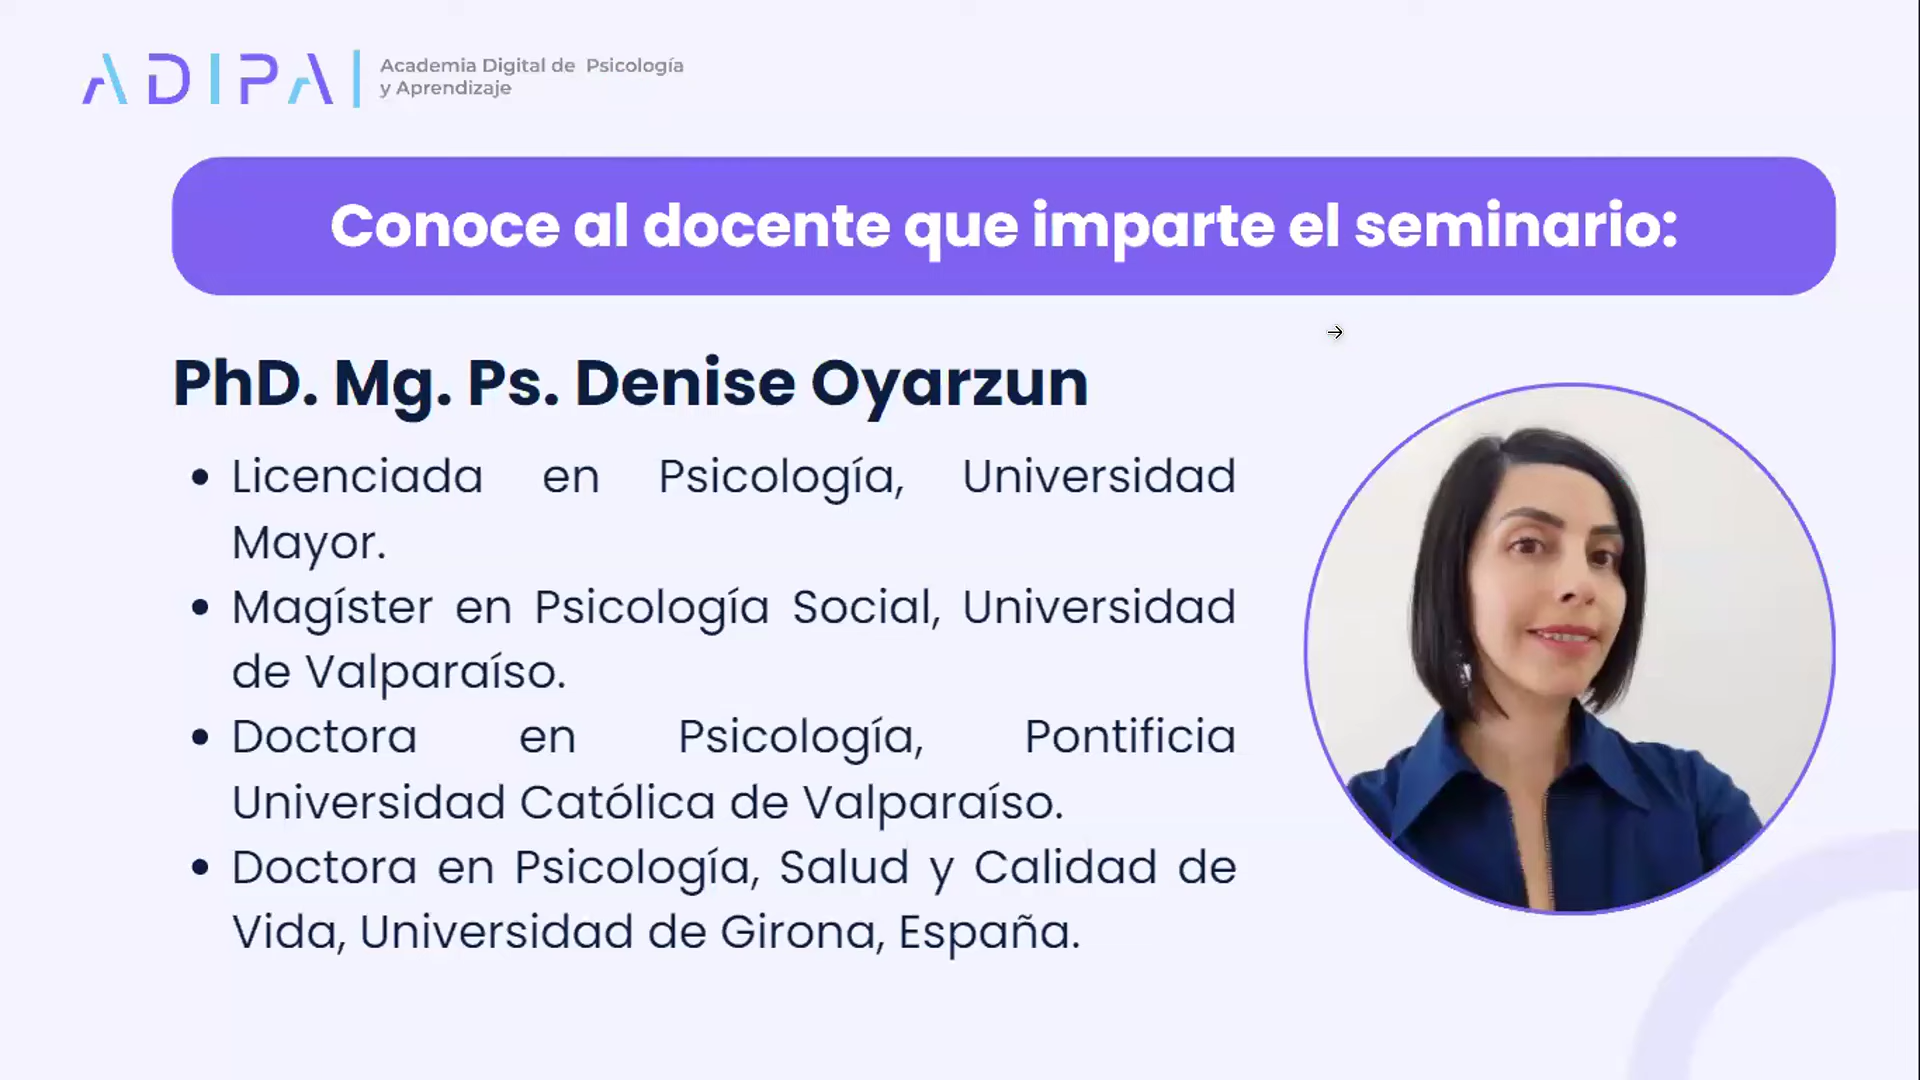 ADIPA
Academia Digital de Psicología
y Aprendizaje
Conoce al docente que imparte el seminario:
PhD. Mg. Ps. Denise Oyarzun
• Licenciada en Psicología, Universidad
Mayor.
• Magíster en Psicología Social, Universidad
de Valparaíso.
• Doctora en Psicología, Pontificia
Universidad Católica de Valparaíso.
• Doctora en Psicología, Salud y Calidad de
Vida, Universidad de Girona, España.